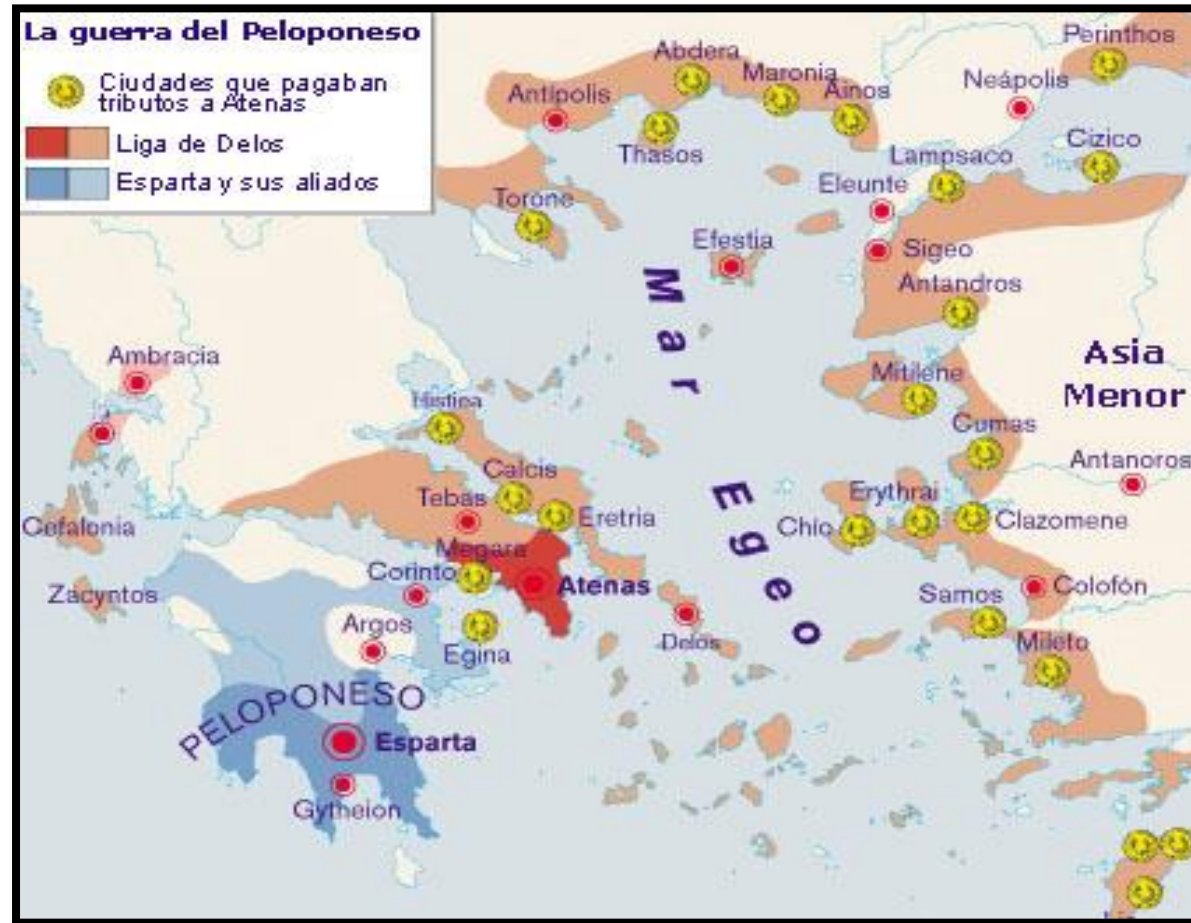 La guerra del Peloponeso
Ciudades que pagaban
tributos a Atenas
Liga de Delos
Esparta y sus aliados
Perinthos
Abdera
Maronia
Neápolis
Antípolis
Ainos
Thasos
Lampsaco
Cizico
Eleunte
Torone
Efestia
Sigeo
Antandros
Mar Egeo
Asia
Menor
Ambracia
Mitilene
Histiea
Cumas
Calcis
Antanoros
Tebas
Erythrai
Eretria
Chio
Clazomene
Cefalonia
Megara
Corinto
Atenas
Zacyntos
Colofón
Samos
Argos
Egina
Delos
Mileto
PELOPONESO
Esparta
Gytheion